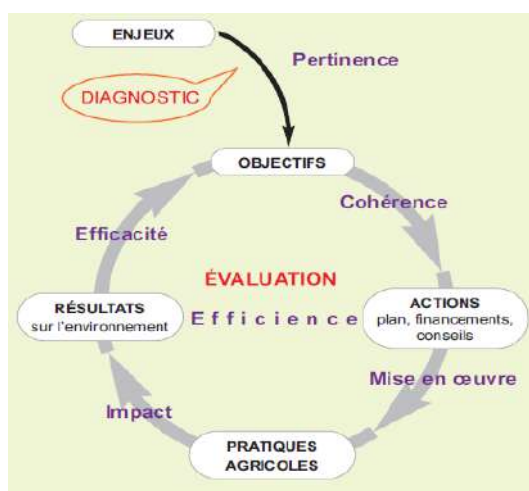 ENJEUX
Pertinence
DIAGNOSTIC
OBJECTIFS
Cohérence
Efficacité
ÉVALUATION
RÉSULTATS
sur l'environnement
Efficience
ACTIONS
plan, financements,
conseils
Mise en œuvre
Impact
PRATIQUES
AGRICOLES